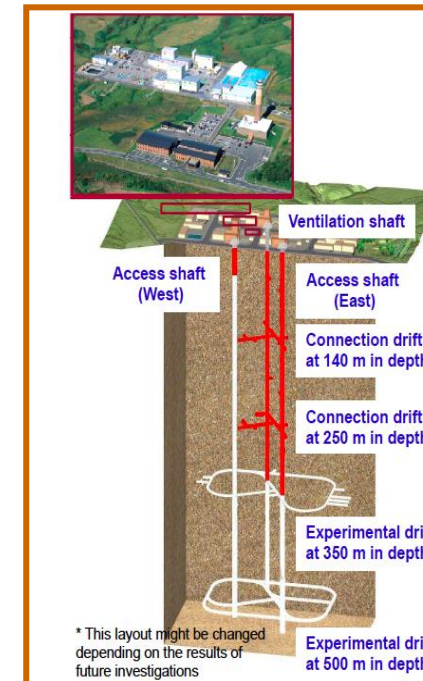 Ventilation shaft
Access shaft
(West)
Access shaft
(East)
Connection drift
at 140 m in depth
Connection drift
at 250 m in depth
Experimental dri
at 350 m in depth
* This layout might be changed
depending on the results of
future investigations
Experimental dri
at 500 m in depth